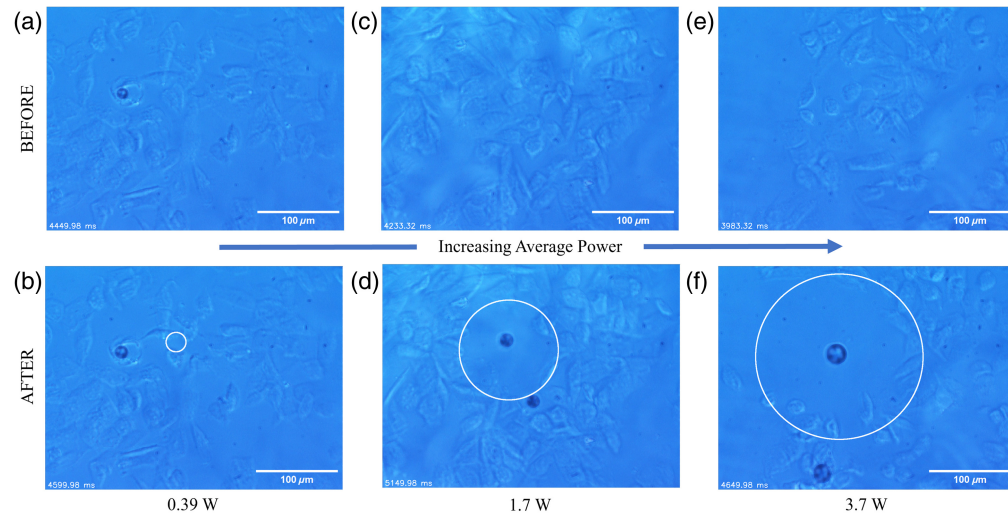 (a) (c) (e)
BEFORE
100 µm 100 µm 100 µm
4449.98 ms 4233.32 ms 3983.32 ms
Increasing Average Power
(b) (d) (f)
AFTER
100 µm 100 µm
4599.98 ms 5149.98 ms 4649.98 ms
0.39 W 1.7 W 3.7 W